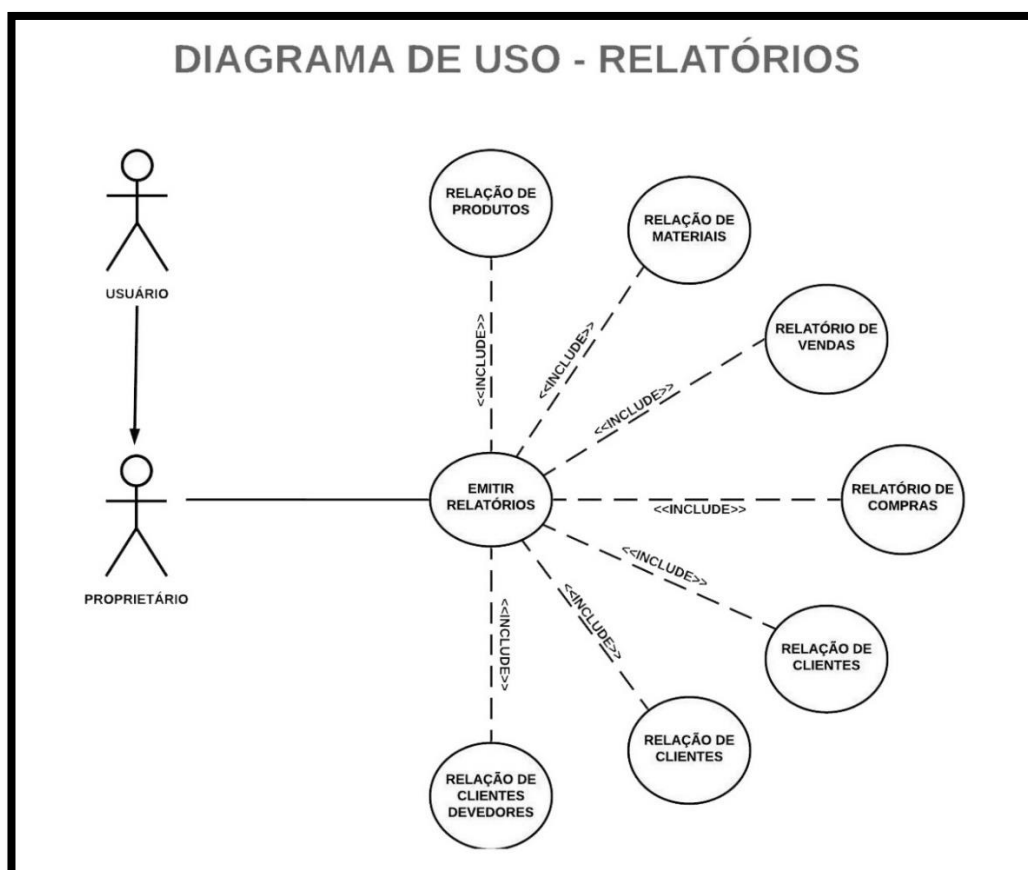 DIAGRAMA DE USO - RELATÓRIOS
USUÁRIO
PROPRIETÁRIO
RELAÇÃO DE
PRODUTOS
RELAÇÃO DE
MATERIAIS
RELATÓRIO DE
VENDAS
<<INCLUDE>>
<<INCLUDE>>
<<INCLUDE>>
EMITIR
RELATÓRIOS
<<INCLUDE>>
RELATÓRIO DE
COMPRAS
<<INCLUDE>>
<<INCLUDE>>
<<INCLUDE>>
RELAÇÃO DE
CLIENTES
RELAÇÃO DE
CLIENTES
RELAÇÃO DE
CLIENTES
DEVEDORES